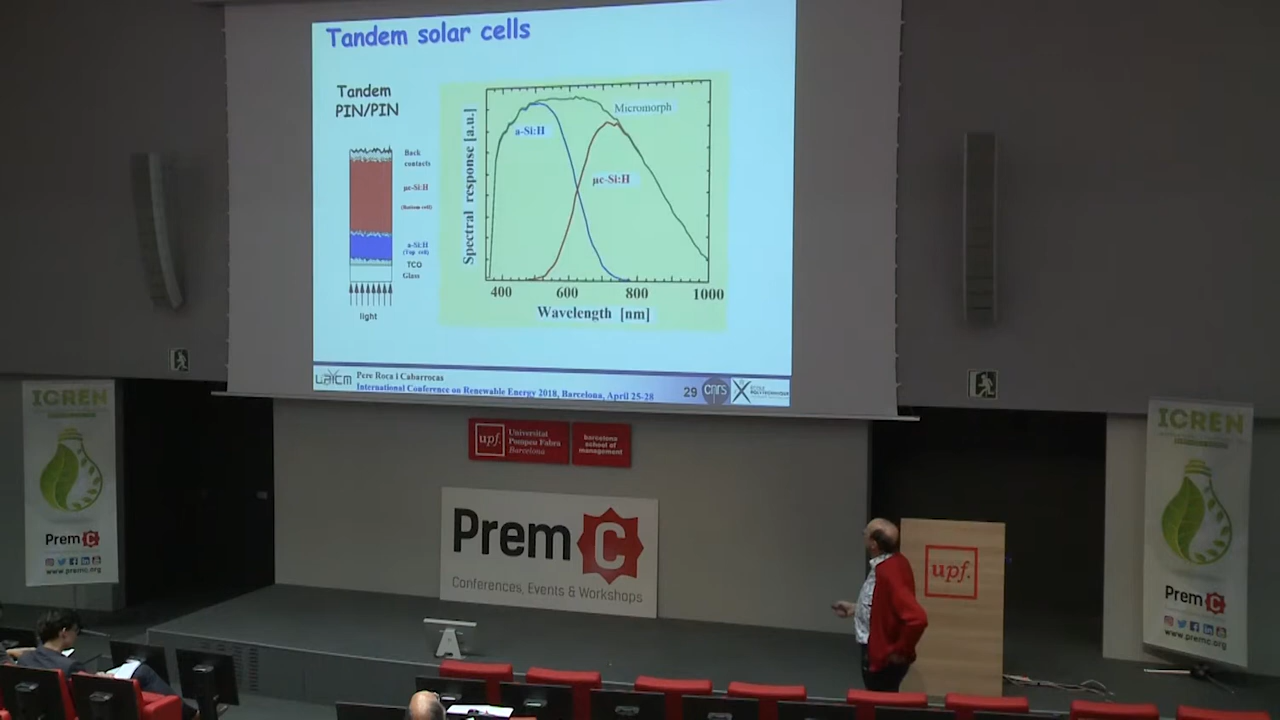 Tandem solar cells
Tandem
PIN/PIN
Back
contacts
µc-Si:H
(Bottom cell)
a-Si:H
(Top cell)
TCO
Glass
light
Spectral response [a.u.]
a-Si:H
Micromorph
µc-Si:H
400 600 800 1000
Wavelength [nm]
Pere Roca i Cabarrocas
International Conference on Renewable Energy 2018, Barcelona, April 25-28
29
cnrs
ÉCOLE
POLYTECHNIQUE
ICREN
PremC
www.premc.org
upf.
Universitat
Pompeu Fabra
Barcelona
barcelona
school of
management
PremC
Conferences, Events & Workshops
upf.
ICREN
PremC
www.premc.org